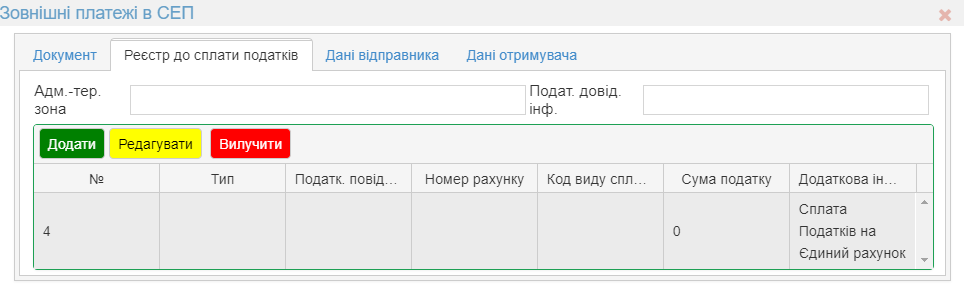 Зовнішні платежі в СЕП
Документ Реєстр до сплати податків Дані відправника Дані отримувача
Адм.-тер. зона Подат. довід. інф.
Додати Редагувати Вилучити
№ Тип Податк. повід... Номер рахунку Код виду спл... Сума податку Додаткова ін...
4 0 Сплата
Податків на
Єдиний рахунок